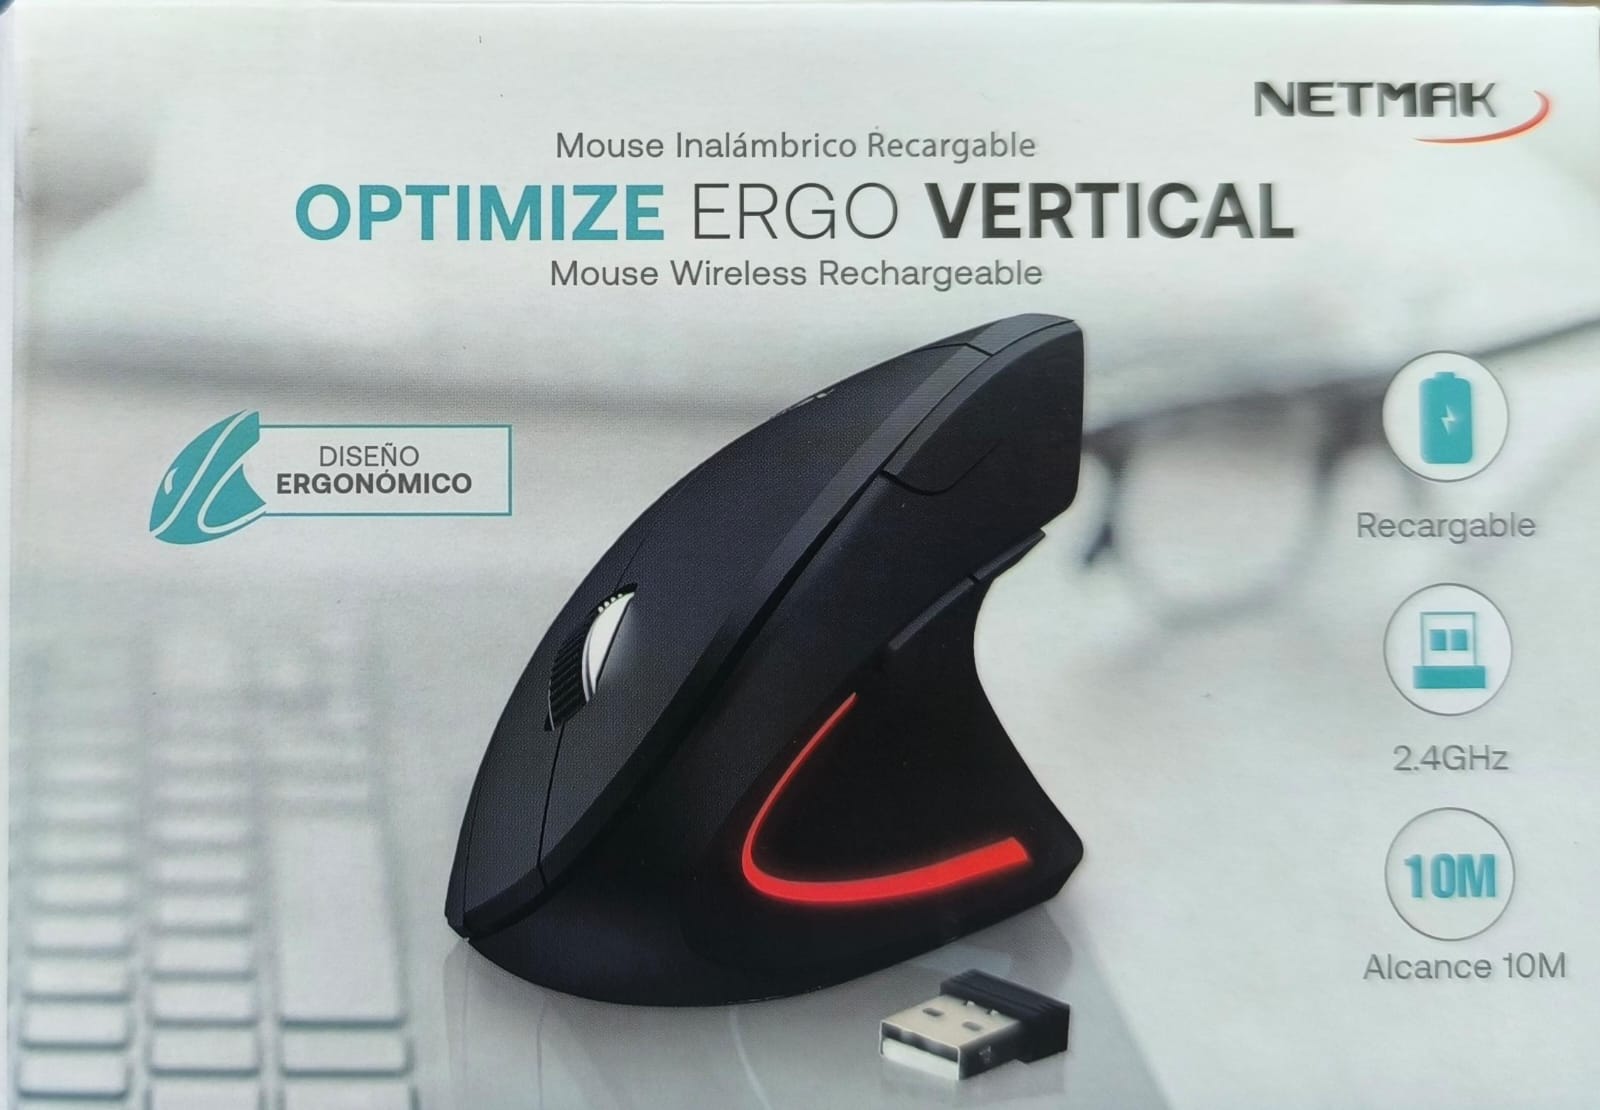 NETMAK
Mouse Inalámbrico Recargable
OPTIMIZE ERGO VERTICAL
Mouse Wireless Rechargeable
DISEÑO
ERGONÓMICO
Recargable
2.4GHz
10M
Alcance 10M